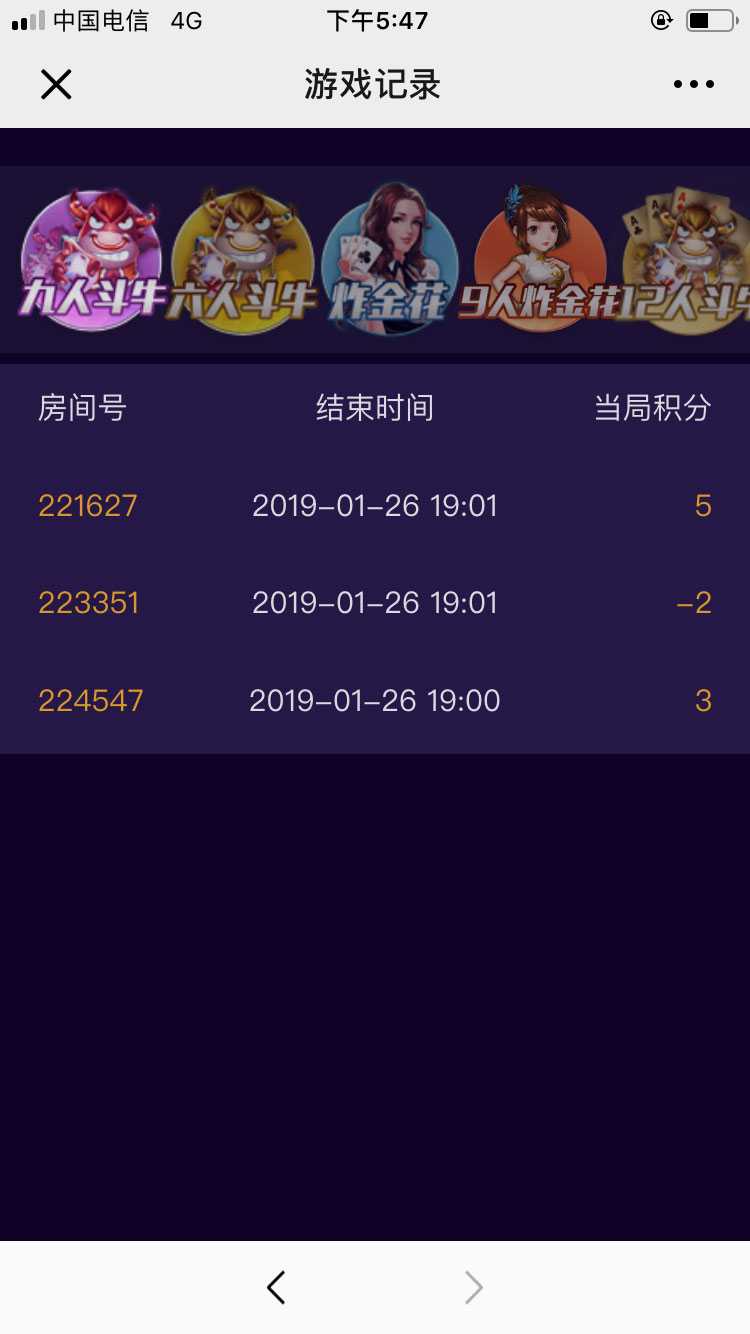 中国电信 4G 下午5:47
游戏记录
九人斗牛 六人斗牛 炸金花 9人炸金花 12人斗牛
房间号 结束时间 当局积分
221627 2019-01-26 19:01 5
223351 2019-01-26 19:01 -2
224547 2019-01-26 19:00 3